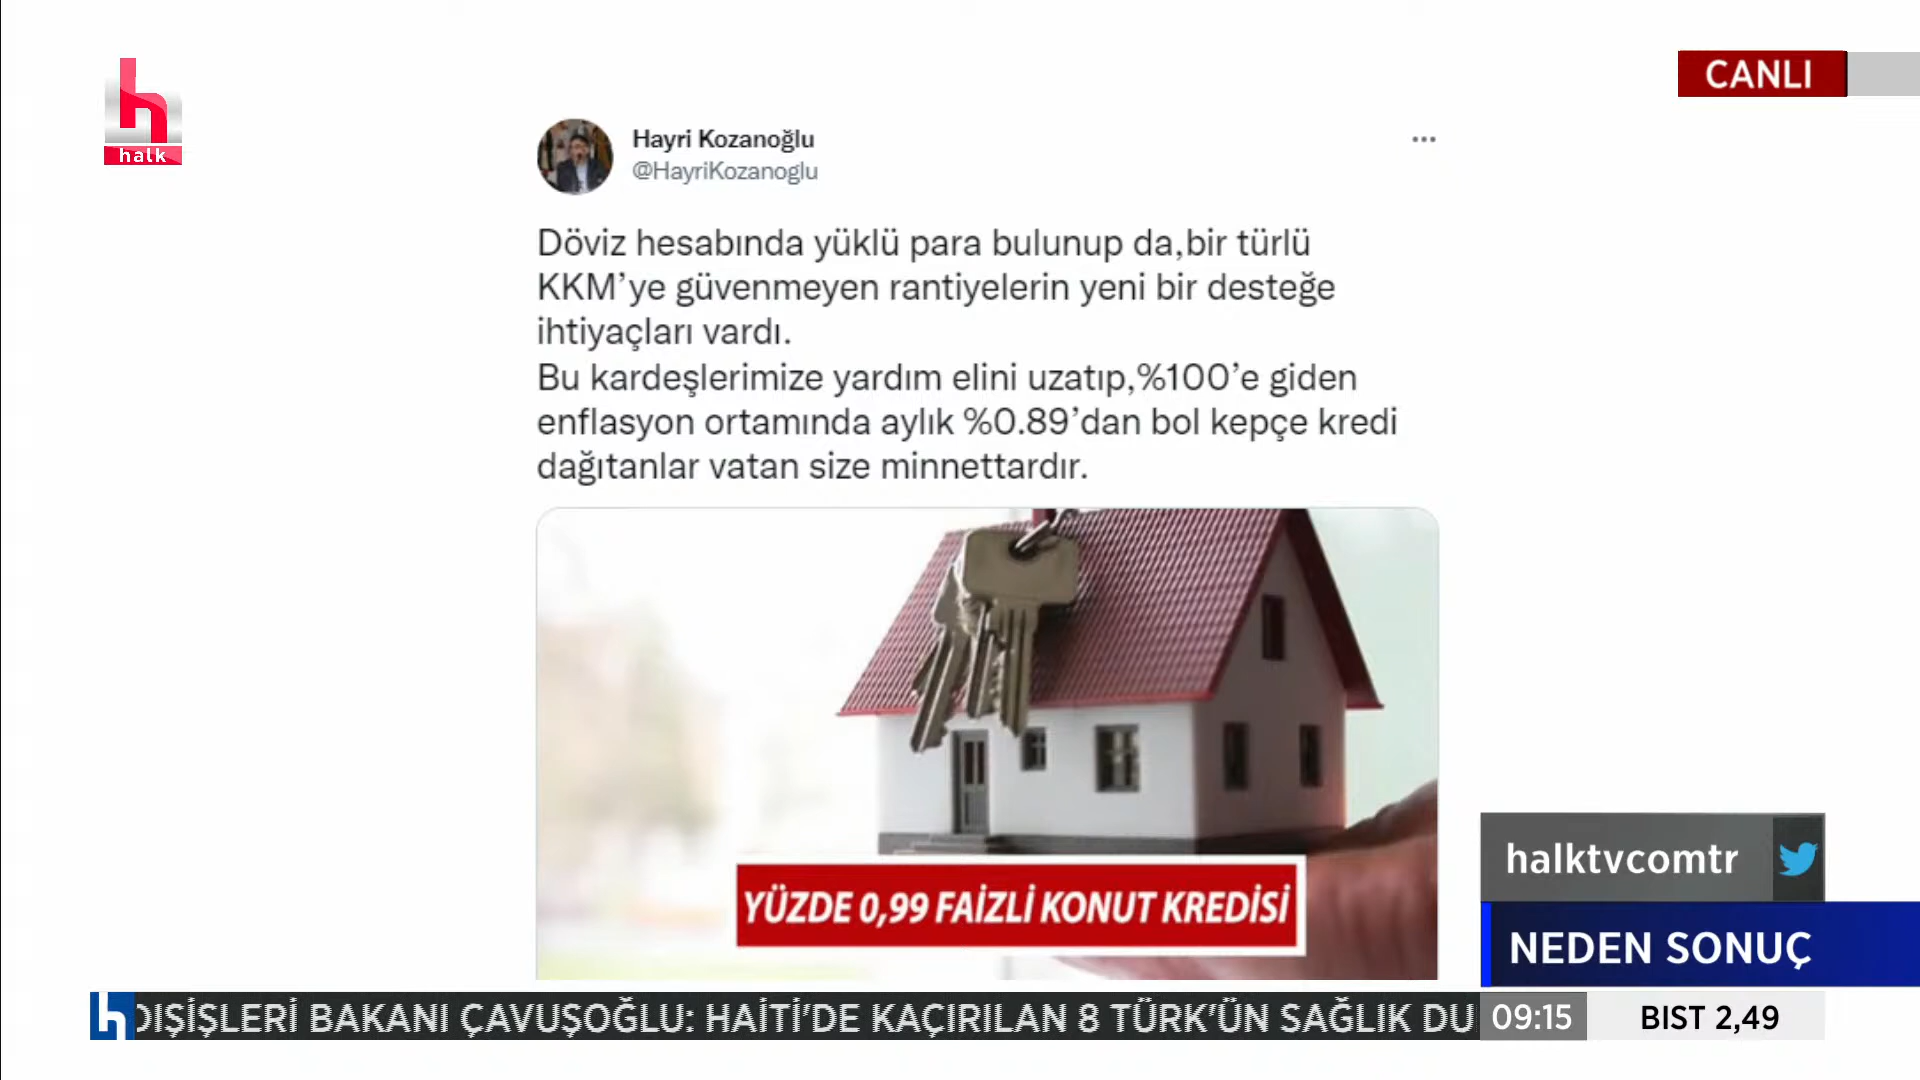 halk
CANLI
Hayri Kozanoğlu
@HayriKozanoglu
Döviz hesabında yüklü para bulunup da,bir türlü
KKM’ye güvenmeyen rantiyelerin yeni bir desteğe
ihtiyaçları vardı.
Bu kardeşlerimize yardım elini uzatıp,%100’e giden
enflasyon ortamında aylık %0.89’dan bol kepçe kredi
dağıtanlar vatan size minnettardır.
YÜZDE 0,99 FAİZLİ KONUT KREDİSİ
halktvcomtr
NEDEN SONUÇ
DIŞİŞLERİ BAKANI ÇAVUŞOĞLU: HAİTİ'DE KAÇIRILAN 8 TÜRK'ÜN SAĞLIK DU
09:15
BIST 2,49